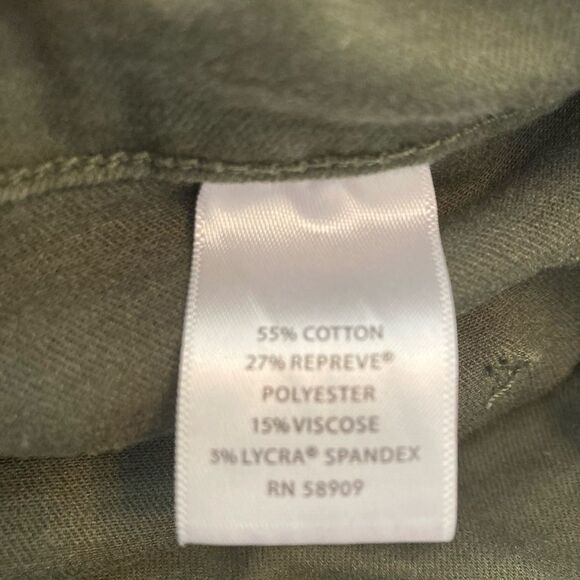 55% COTTON
27% REPREVE®
POLYESTER
15% VISCOSE
3% LYCRA® SPANDEX
RN 58909